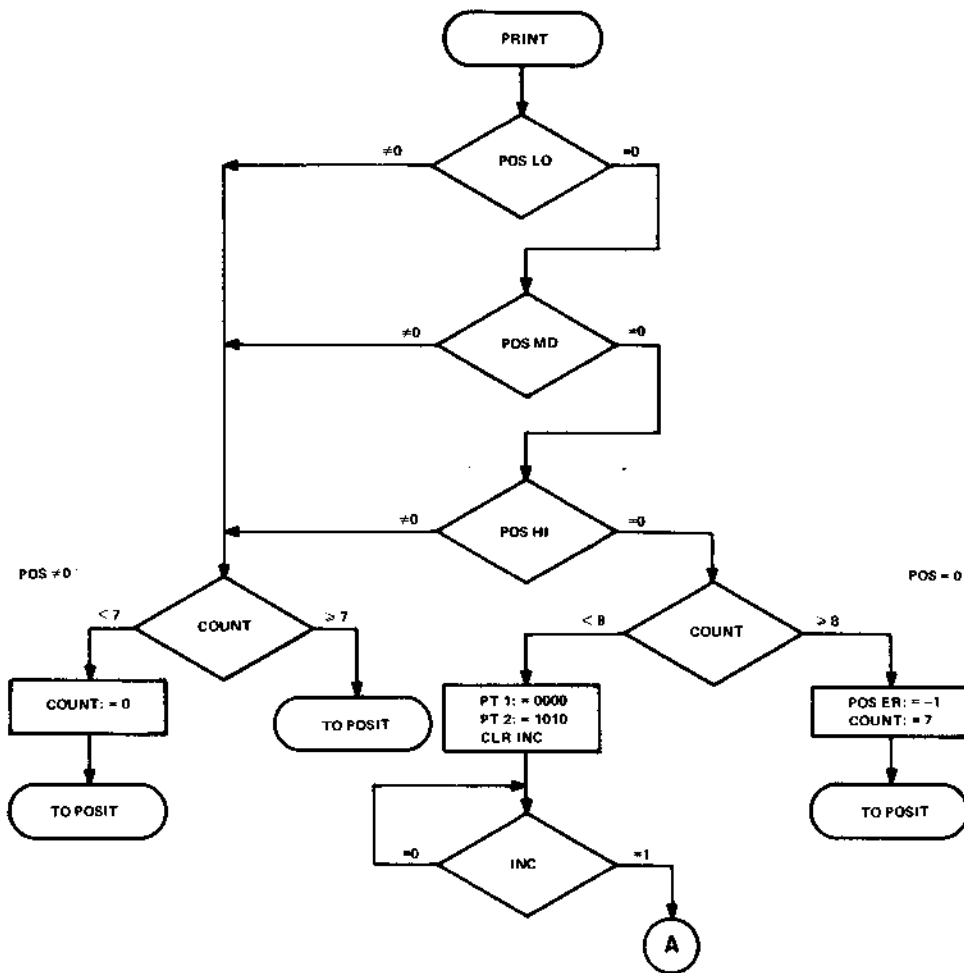 PRINT
≠0
POS LO
=0
≠0
POS MD
=0
≠0
POS HI
=0
POS ≠0
POS = 0
< 7
COUNT
≥ 7
< 8
COUNT
≥ 8
COUNT: = 0
TO POSIT
PT 1: = 0000
PT 2: = 1010
CLR INC
POS ER: = −1
COUNT: = 7
TO POSIT
TO POSIT
=0
INC
=1
A